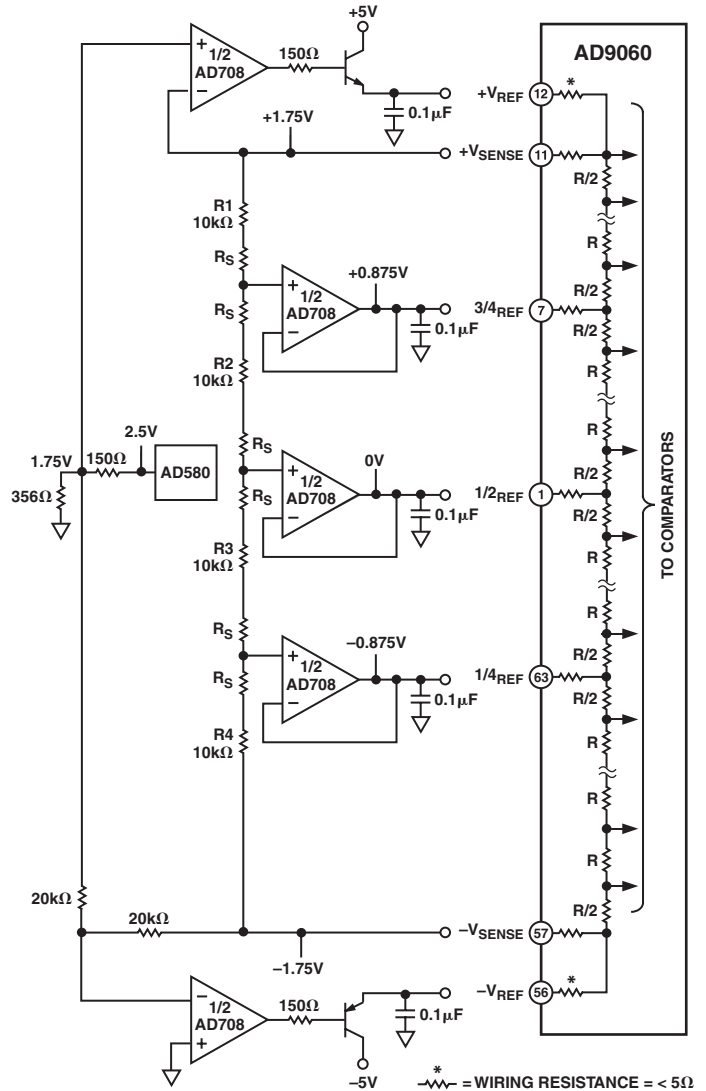 +5V
AD9060
1/2
AD708
150Ω
+
−
0.1μF
+VREF
12
*
+1.75V
+VSENSE
11
R/2
R1
10kΩ
R
RS
+0.875V
+
1/2
AD708
−
R/2
3/4REF
7
RS
0.1μF
R/2
R2
10kΩ
R
R
RS
2.5V
1.75V
150Ω
AD580
356Ω
0V
+
1/2
AD708
−
R/2
1/2REF
1
RS
0.1μF
R/2
TO COMPARATORS
R3
10kΩ
R
R
RS
−0.875V
+
1/2
AD708
−
R/2
1/4REF
63
RS
0.1μF
R/2
R4
10kΩ
R
R
R
20kΩ
20kΩ
R/2
−VSENSE
57
−1.75V
−VREF
56
*
−
1/2
AD708
+
150Ω
0.1μF
−5V
* = WIRING RESISTANCE = < 5Ω